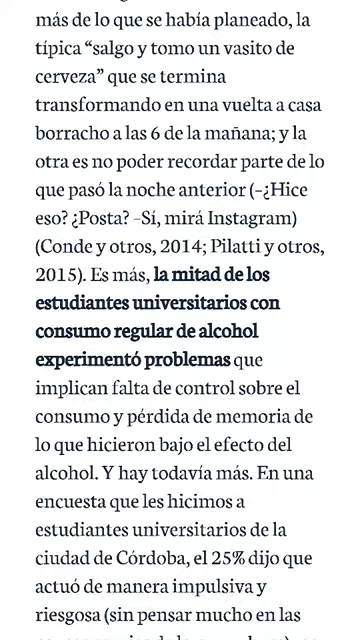 más de lo que se había planeado, la
típica “salgo y tomo un vasito de
cerveza” que se termina
transformando en una vuelta a casa
borracho a las 6 de la mañana; y la
otra es no poder recordar parte de lo
que pasó la noche anterior (–¿Hice
eso? ¿Posta? –Sí, mirá Instagram)
(Conde y otros, 2014; Pilatti y otros,
2015). Es más, la mitad de los
estudiantes universitarios con
consumo regular de alcohol
experimentó problemas que
implican falta de control sobre el
consumo y pérdida de memoria de
lo que hicieron bajo el efecto del
alcohol. Y hay todavía más. En una
encuesta que les hicimos a
estudiantes universitarios de la
ciudad de Córdoba, el 25% dijo que
actuó de manera impulsiva y
riesgosa (sin pensar mucho en las